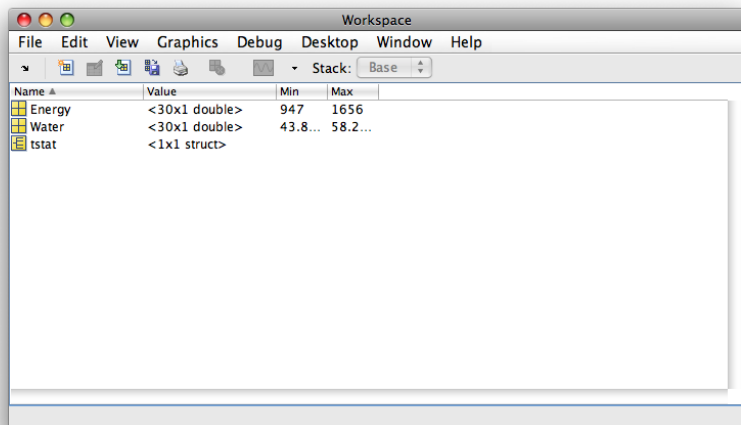 Workspace
File Edit View Graphics Debug Desktop Window Help
Stack: Base
Name Value Min Max
Energy <30x1 double> 947 1656
Water <30x1 double> 43.8... 58.2...
tstat <1x1 struct>